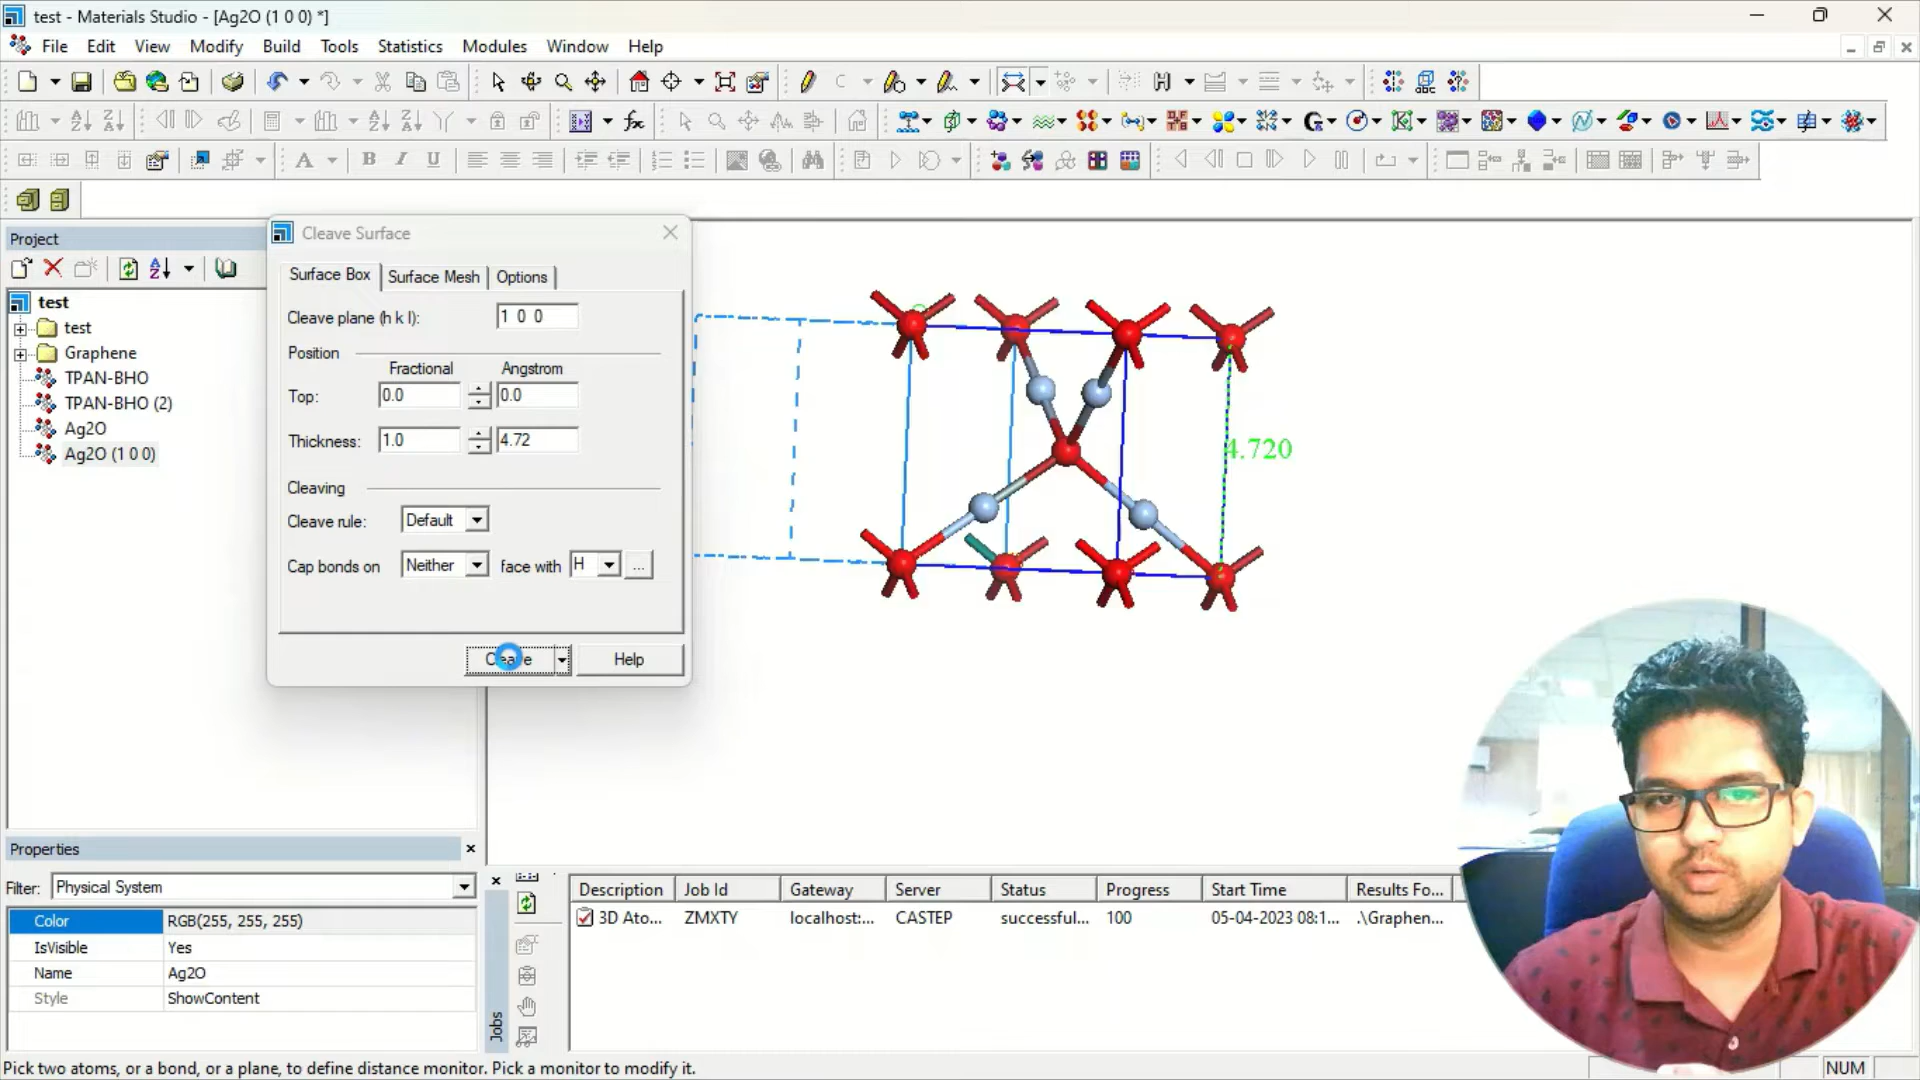 test - Materials Studio - [Ag2O (1 0 0) *]
File Edit View Modify Build Tools Statistics Modules Window Help
Project
test
test
Graphene
TPAN-BHO
TPAN-BHO (2)
Ag2O
Ag2O (1 0 0)
Cleave Surface
Surface Box Surface Mesh Options
Cleave plane (h k l): 1 0 0
Position
Fractional Angstrom
Top: 0.0 0.0
Thickness: 1.0 4.72
Cleaving
Cleave rule: Default
Cap bonds on Neither face with H ...
Cleave Help
4.720
Properties
Filter: Physical System
Color RGB(255, 255, 255)
IsVisible Yes
Name Ag2O
Style ShowContent
Jobs
Description Job Id Gateway Server Status Progress Start Time Results Fo...
3D Ato... ZMXTY localhost:... CASTEP successful... 100 05-04-2023 08:1... .\Graphen...
Pick two atoms, or a bond, or a plane, to define distance monitor. Pick a monitor to modify it.
NUM